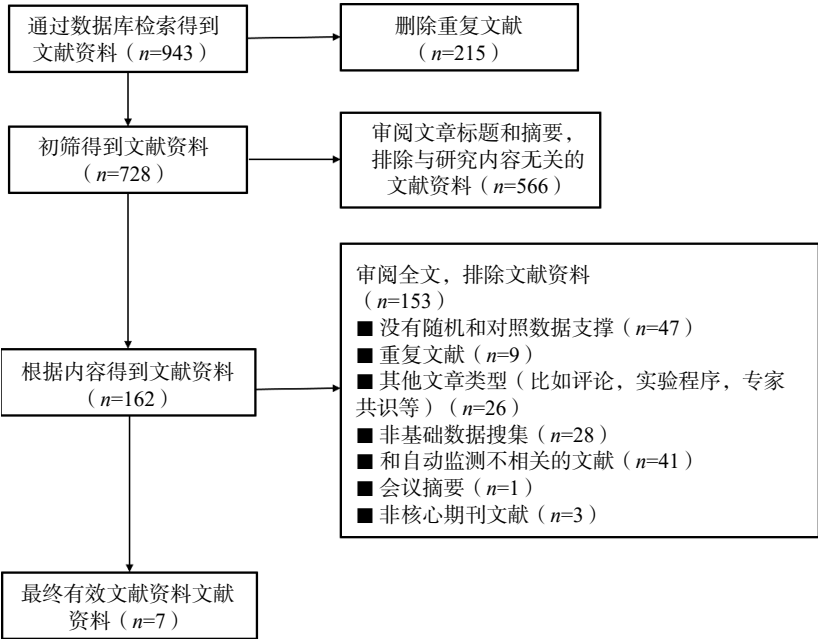 通过数据库检索得到
文献资料（n=943）
删除重复文献
（n=215）
初筛得到文献资料
（n=728）
审阅文章标题和摘要，
排除与研究内容无关的
文献资料（n=566）
审阅全文，排除文献资料
（n=153）
■ 没有随机和对照数据支撑（n=47）
■ 重复文献（n=9）
■ 其他文章类型（比如评论，实验程序，专家
共识等）（n=26）
■ 非基础数据搜集（n=28）
■ 和自动监测不相关的文献（n=41）
■ 会议摘要（n=1）
■ 非核心期刊文献（n=3）
根据内容得到文献资料
（n=162）
最终有效文献资料文献
资料（n=7）